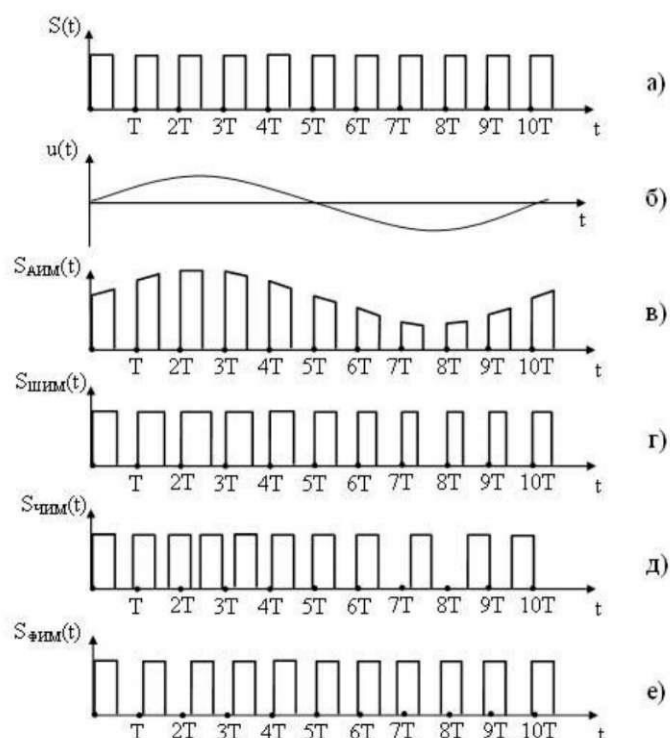 S(t)
а)
T 2T 3T 4T 5T 6T 7T 8T 9T 10T t
u(t)
б)
t
SАИМ(t)
в)
T 2T 3T 4T 5T 6T 7T 8T 9T 10T t
SШИМ(t)
г)
T 2T 3T 4T 5T 6T 7T 8T 9T 10T t
SЧИМ(t)
д)
T 2T 3T 4T 5T 6T 7T 8T 9T 10T t
SФИМ(t)
е)
T 2T 3T 4T 5T 6T 7T 8T 9T 10T t